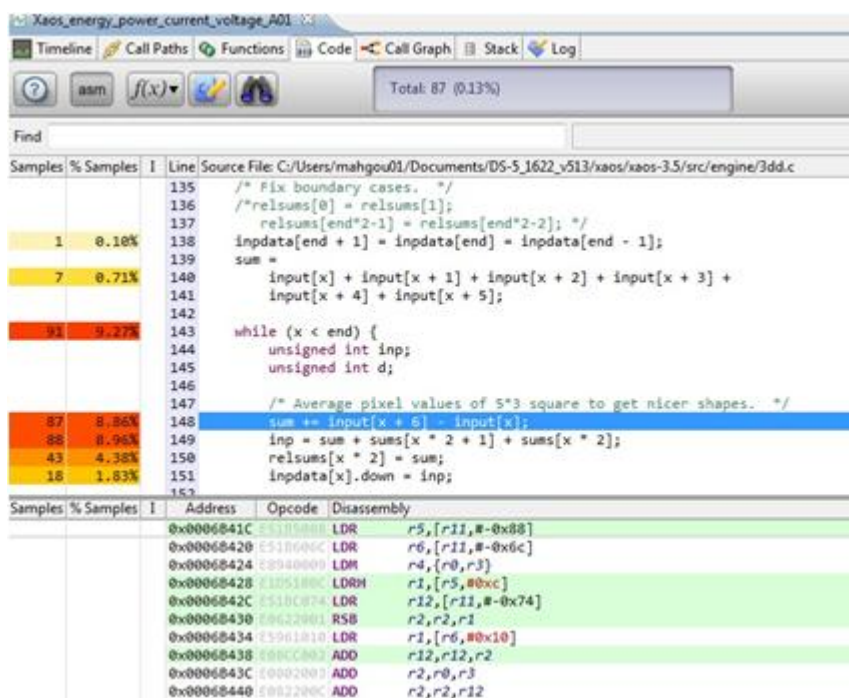 Xaos_energy_power_current_voltage_A01
Timeline Call Paths Functions Code Call Graph Stack Log
asm f(x) Total: 87 (0.13%)
Find
Samples % Samples I Line Source File: C:/Users/mahgou01/Documents/DS-5_1622_v513/xaos/xaos-3.5/src/engine/3dd.c
135 /* Fix boundary cases. */
136 /*relsums[0] = relsums[1];
137 relsums[end*2-1] = relsums[end*2-2]; */
1 0.10% 138 inpdata[end + 1] = inpdata[end] = inpdata[end - 1];
139 sum =
7 0.71% 140 input[x] + input[x + 1] + input[x + 2] + input[x + 3] +
141 input[x + 4] + input[x + 5];
142
91 9.27% 143 while (x < end) {
144 unsigned int inp;
145 unsigned int d;
146
147 /* Average pixel values of 5*3 square to get nicer shapes. */
87 8.86% 148 sum += input[x + 6] - input[x];
88 8.96% 149 inp = sum + sums[x * 2 + 1] + sums[x * 2];
43 4.38% 150 relsums[x * 2] = sum;
18 1.83% 151 inpdata[x].down = inp;
152
Samples % Samples I Address Opcode Disassembly
0x0006841C LDR r5,[r11,#-0x88]
0x00068420 LDR r6,[r11,#-0x6c]
0x00068424 LDM r4,{r0,r3}
0x00068428 LDRH r1,[r5,#0xc]
0x0006842C LDR r12,[r11,#-0x74]
0x00068430 RSB r2,r2,r1
0x00068434 LDR r1,[r6,#0x10]
0x00068438 ADD r12,r12,r2
0x0006843C ADD r2,r0,r3
0x00068440 ADD r2,r2,r12